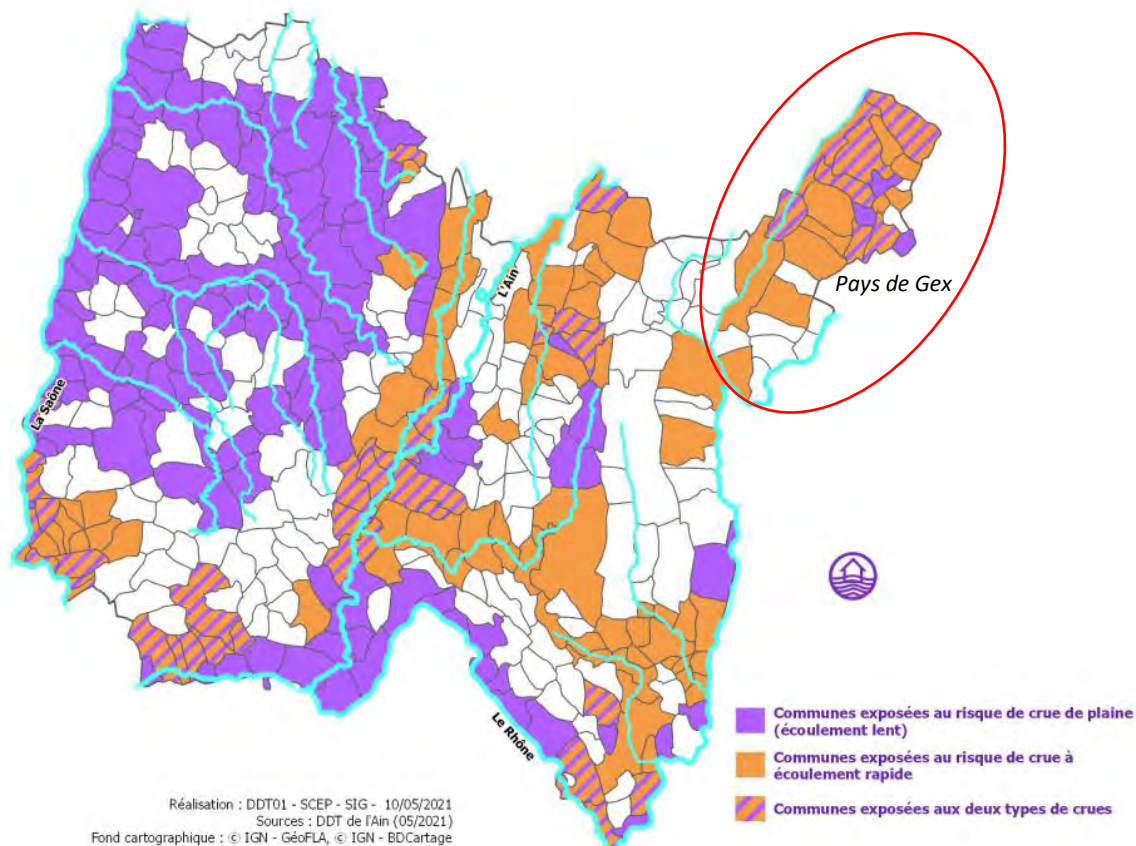 Pays de Gex
L'Ain
La Saône
Le Rhône
Communes exposées au risque de crue de plaine
(écoulement lent)
Communes exposées au risque de crue à
écoulement rapide
Communes exposées aux deux types de crues
Réalisation : DDT01 - SCEP - SIG - 10/05/2021
Sources : DDT de l'Ain (05/2021)
Fond cartographique : © IGN - GéoFLA, © IGN - BDCartage